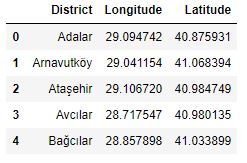 District Longitude Latitude
0 Adalar 29.094742 40.875931
1 Arnavutköy 29.041154 41.068394
2 Ataşehir 29.106720 40.984749
3 Avcılar 28.717547 40.980135
4 Bağcılar 28.857898 41.033899